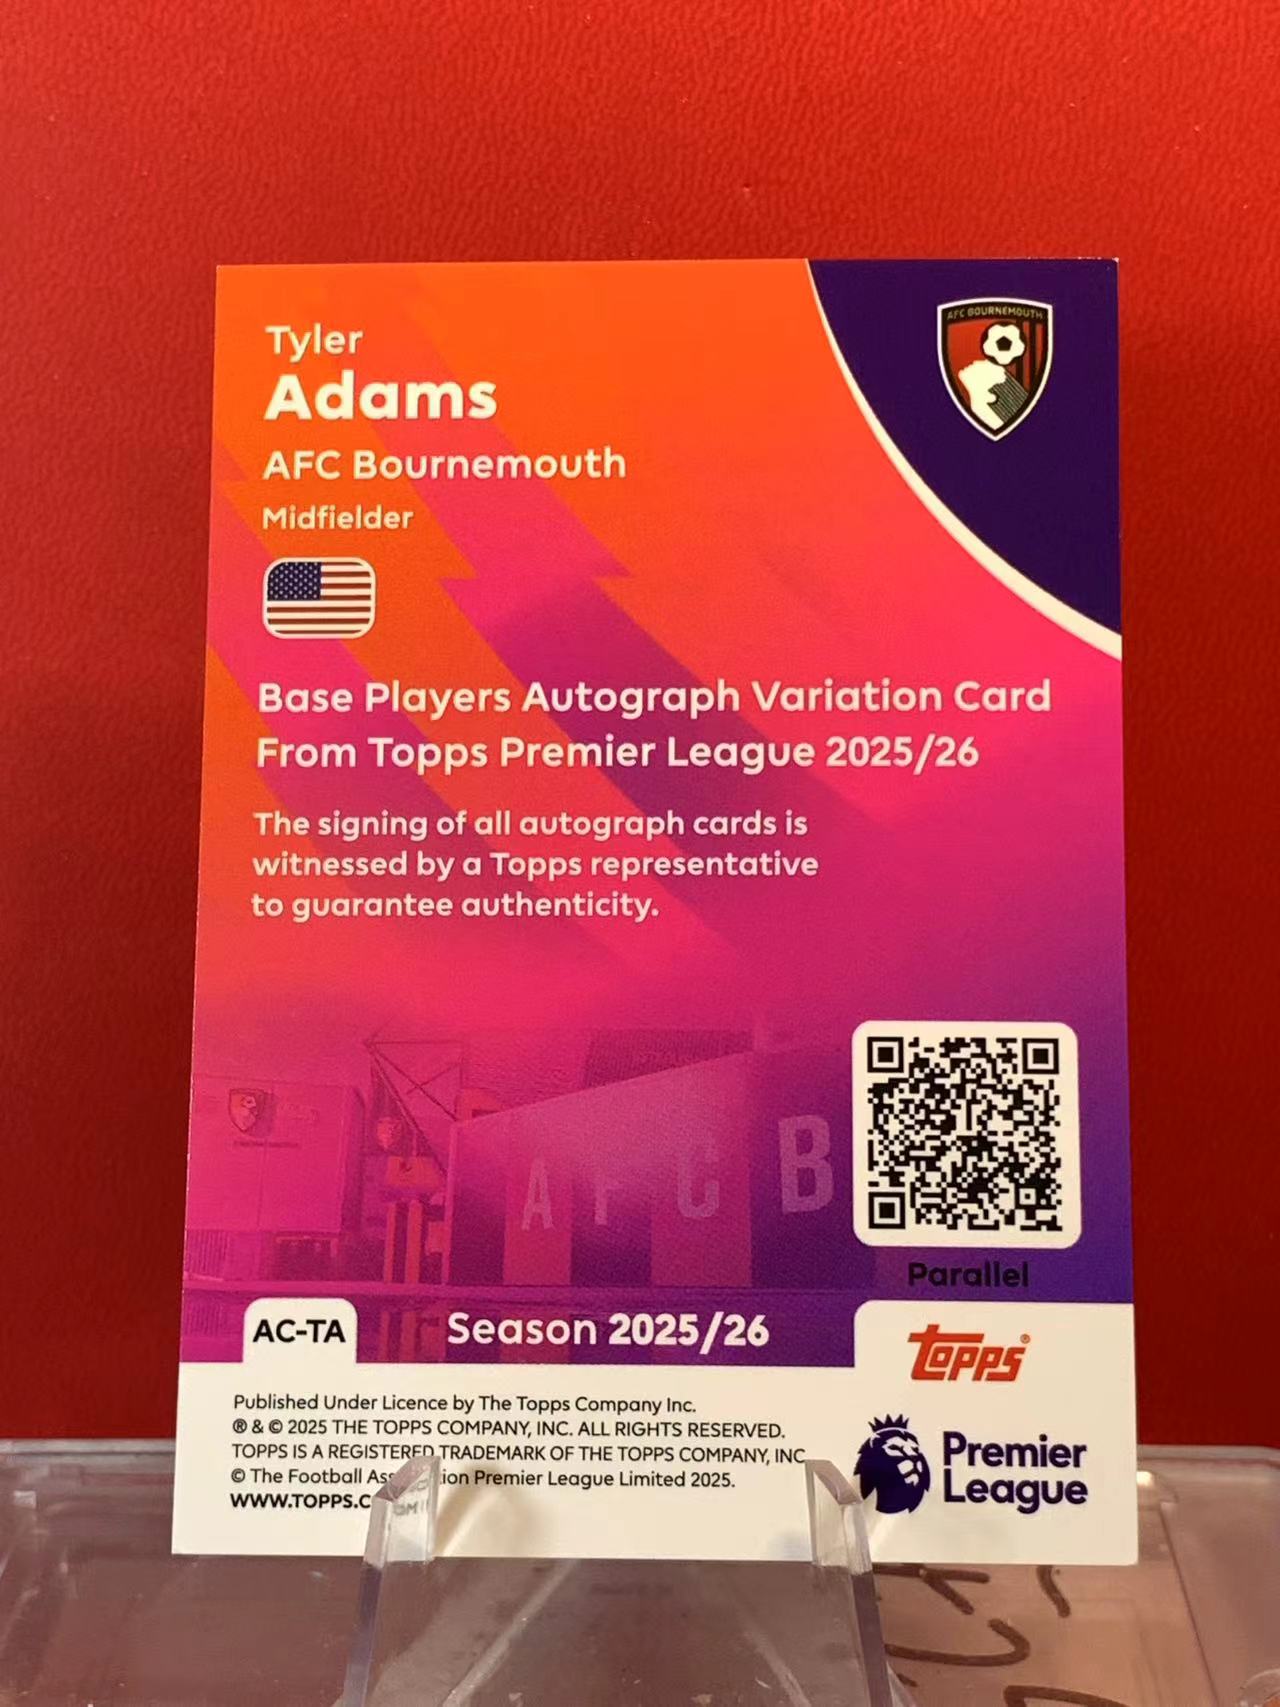 AFC BOURNEMOUTH
Tyler
Adams
AFC Bournemouth
Midfielder
Base Players Autograph Variation Card
From Topps Premier League 2025/26
The signing of all autograph cards is
witnessed by a Topps representative
to guarantee authenticity.
A F C B
Parallel
AC-TA
Season 2025/26
topps®
Published Under Licence by The Topps Company Inc.
® & © 2025 THE TOPPS COMPANY, INC. ALL RIGHTS RESERVED.
TOPPS IS A REGISTERED TRADEMARK OF THE TOPPS COMPANY, INC
© The Football Association Premier League Limited 2025.
WWW.TOPPS.C
Premier
League